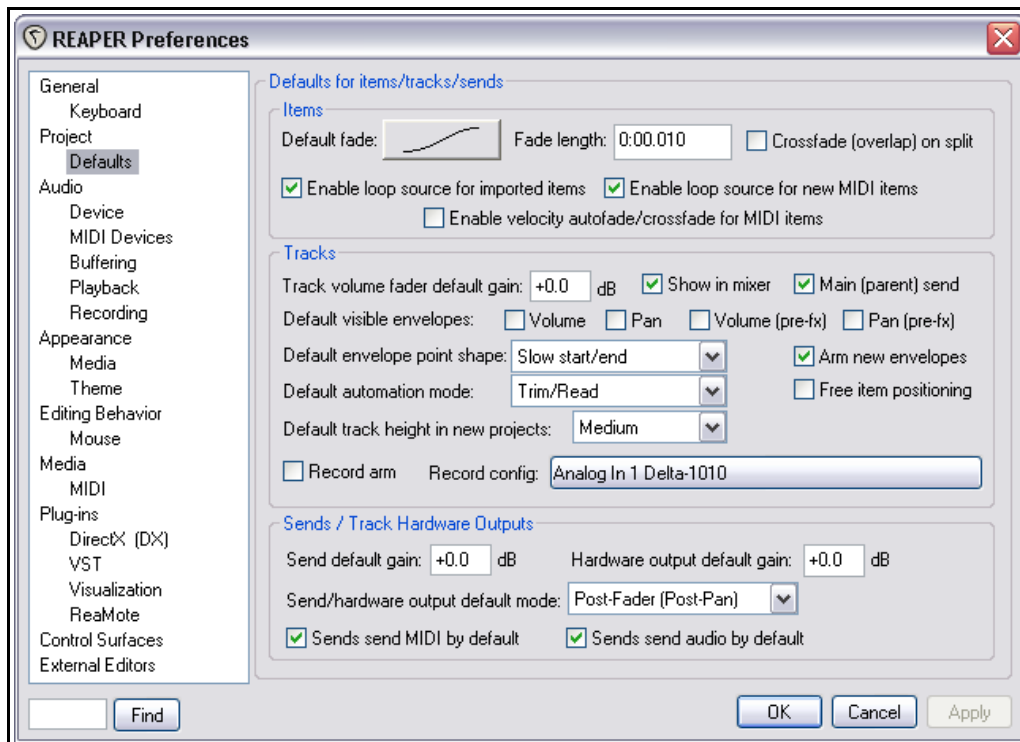 REAPER Preferences
General
Keyboard
Project
Defaults
Audio
Device
MIDI Devices
Buffering
Playback
Recording
Appearance
Media
Theme
Editing Behavior
Mouse
Media
MIDI
Plug-ins
DirectX (DX)
VST
Visualization
ReaMote
Control Surfaces
External Editors
Find
Defaults for items/tracks/sends
Items
Default fade: Fade length: 0:00.010 Crossfade (overlap) on split
Enable loop source for imported items Enable loop source for new MIDI items
Enable velocity autofade/crossfade for MIDI items
Tracks
Track volume fader default gain: +0.0 dB Show in mixer Main (parent) send
Default visible envelopes: Volume Pan Volume (pre-fx) Pan (pre-fx)
Default envelope point shape: Slow start/end Arm new envelopes
Default automation mode: Trim/Read Free item positioning
Default track height in new projects: Medium
Record arm Record config: Analog In 1 Delta-1010
Sends / Track Hardware Outputs
Send default gain: +0.0 dB Hardware output default gain: +0.0 dB
Send/hardware output default mode: Post-Fader (Post-Pan)
Sends send MIDI by default Sends send audio by default
OK Cancel Apply